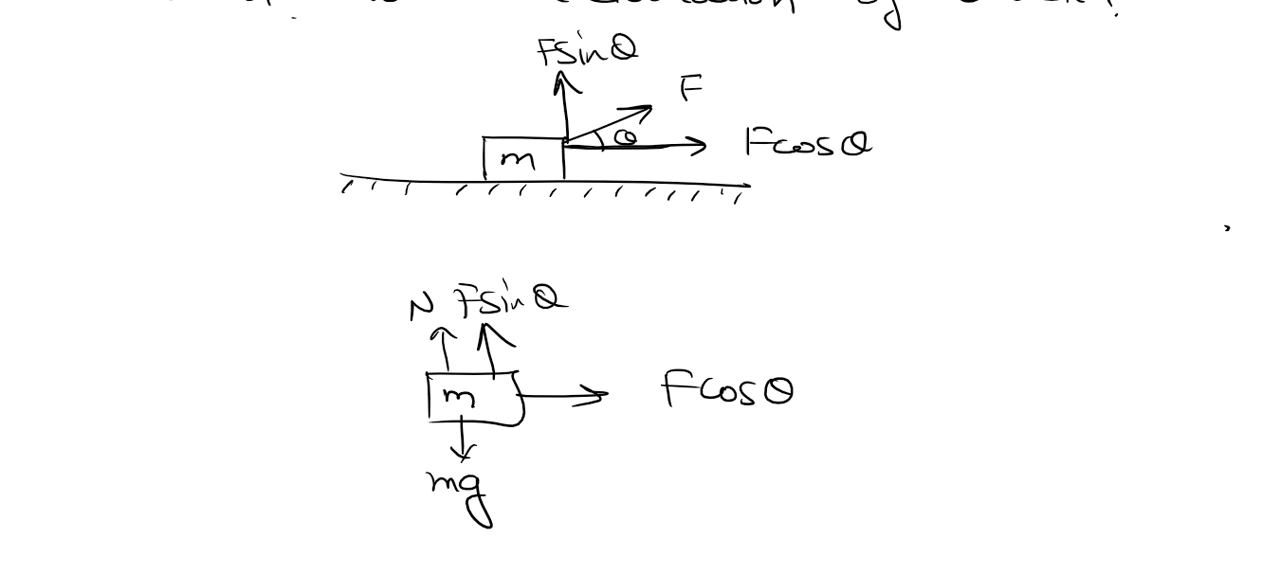 Fsinθ
F
θ
Fcosθ
m
N Fsinθ
m
Fcosθ
mg